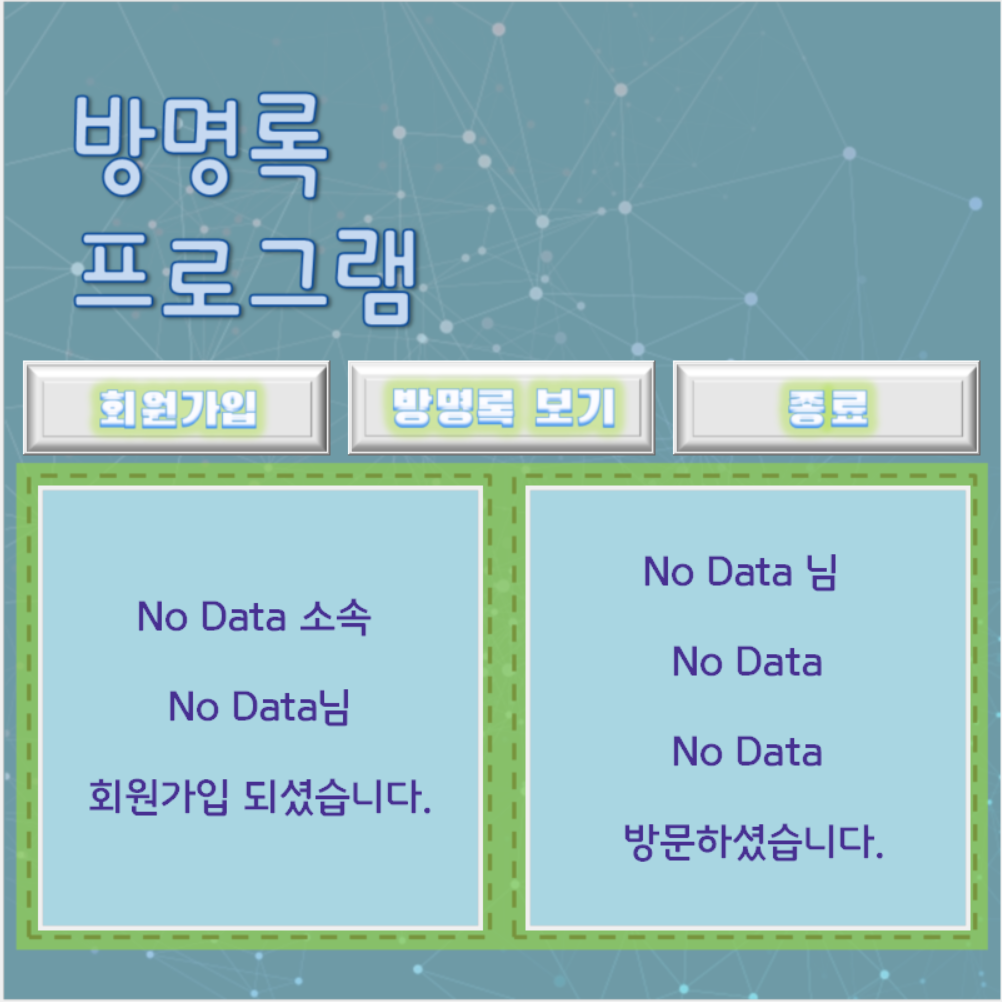 방명록
프로그램
회원가입
방명록 보기
종료
No Data 소속
No Data님
회원가입 되셨습니다.
No Data 님
No Data
No Data
방문하셨습니다.